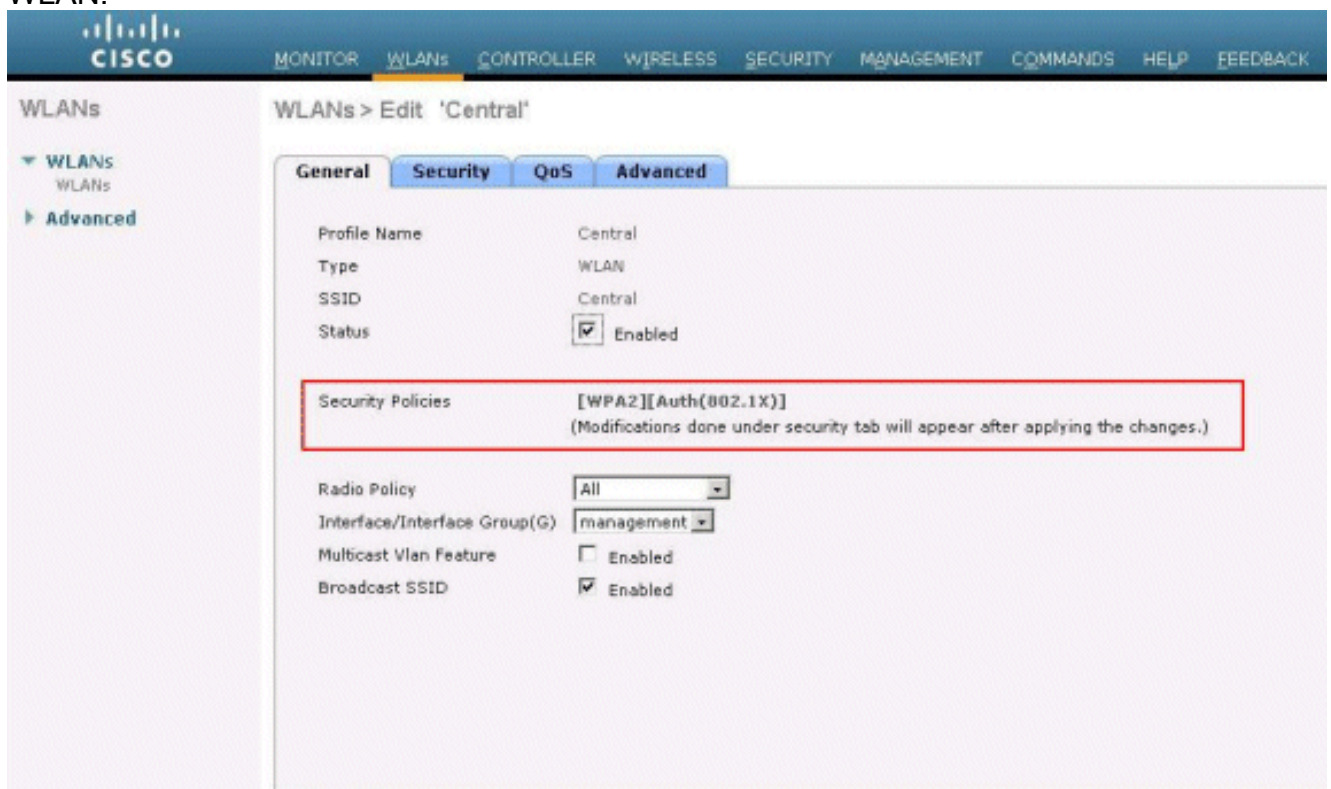 WLAN.
CISCO
MONITOR WLANs CONTROLLER WIRELESS SECURITY MANAGEMENT COMMANDS HELP FEEDBACK
WLANs
WLANs
WLANs
Advanced
WLANs > Edit 'Central'
General Security QoS Advanced
Profile Name Central
Type WLAN
SSID Central
Status Enabled
Security Policies [WPA2][Auth(802.1X)]
(Modifications done under security tab will appear after applying the changes.)
Radio Policy All
Interface/Interface Group(G) management
Multicast Vlan Feature Enabled
Broadcast SSID Enabled